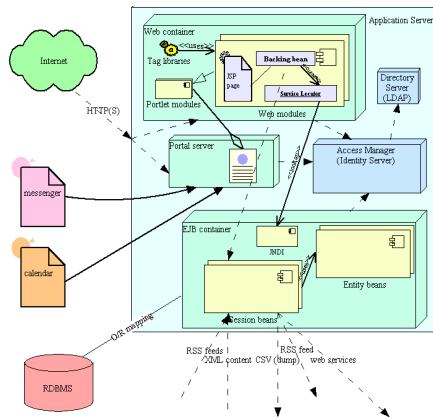 Application Server
Web container
<<uses>>
Tag libraries
Backing bean
JSP
page
Service Locator
Portlet modules
Web modules
Internet
HTTP(S)
Directory
Server
(LDAP)
Portal server
Access Manager
(Identity Server)
messenger
calendar
EJB container
JNDI
Entity beans
Session beans
O/R mapping
RDBMS
RSS feeds
XML content
CSV (dump)
RSS feed
web services